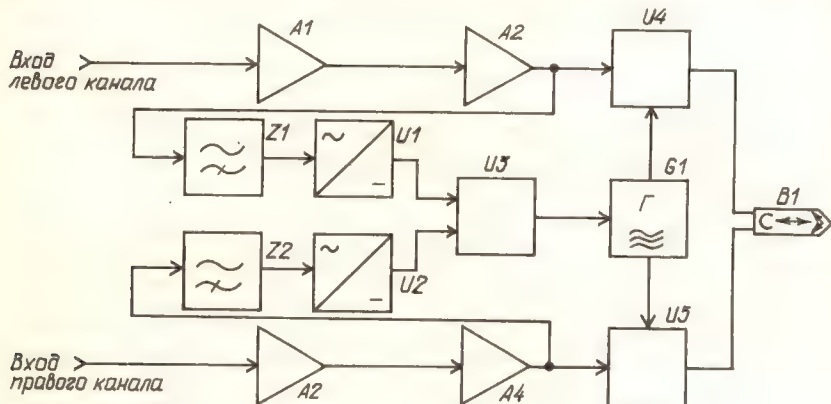 A1
A2
U4
Вход
левого канала
Z1
U1
U3
G1
Г
B1
Z2
U2
U5
Вход
правого канала
A2
A4